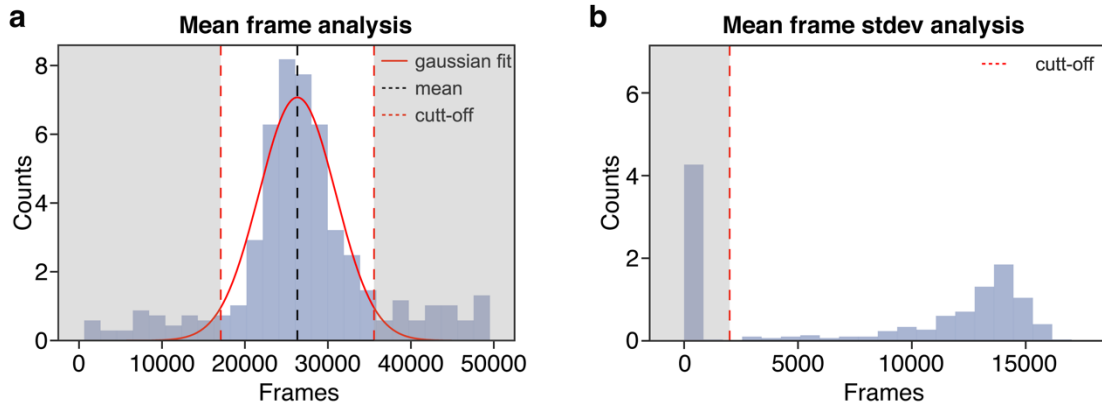 a
Mean frame analysis
8
6
4
2
0
Counts
gaussian fit
mean
cutt-off
0 10000 20000 30000 40000 50000
Frames
b
Mean frame stdev analysis
6
4
2
0
Counts
cutt-off
0 5000 10000 15000
Frames